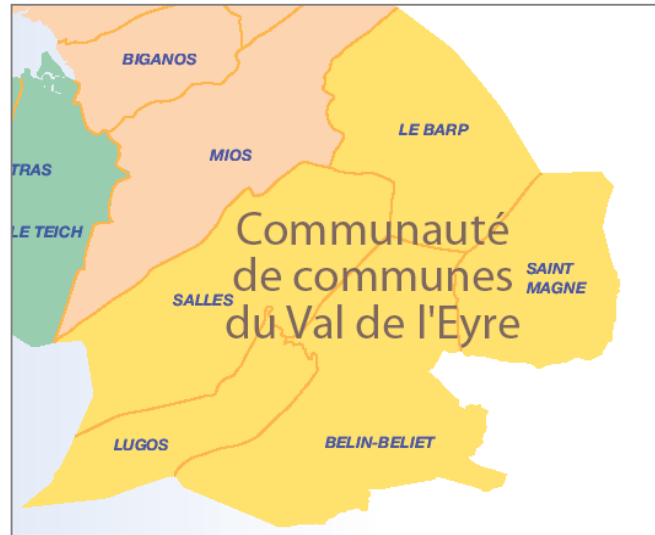 BIGANOS
LE BARP
MIOS
TRAS
LE TEICH
Communauté
de communes
du Val de l'Eyre
SAINT
MAGNE
SALLES
LUGOS
BELIN-BELIET